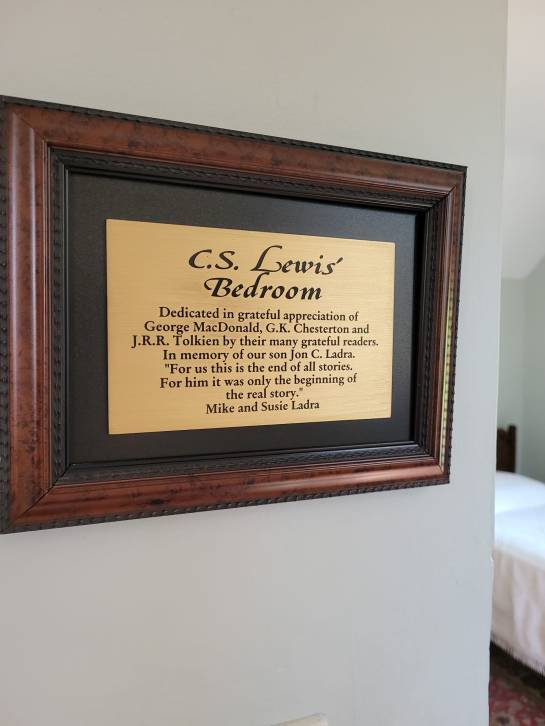 C.S. Lewis'
Bedroom
Dedicated in grateful appreciation of
George MacDonald, G.K. Chesterton and
J.R.R. Tolkien by their many grateful readers.
In memory of our son Jon C. Ladra.
"For us this is the end of all stories.
For him it was only the beginning of
the real story."
Mike and Susie Ladra